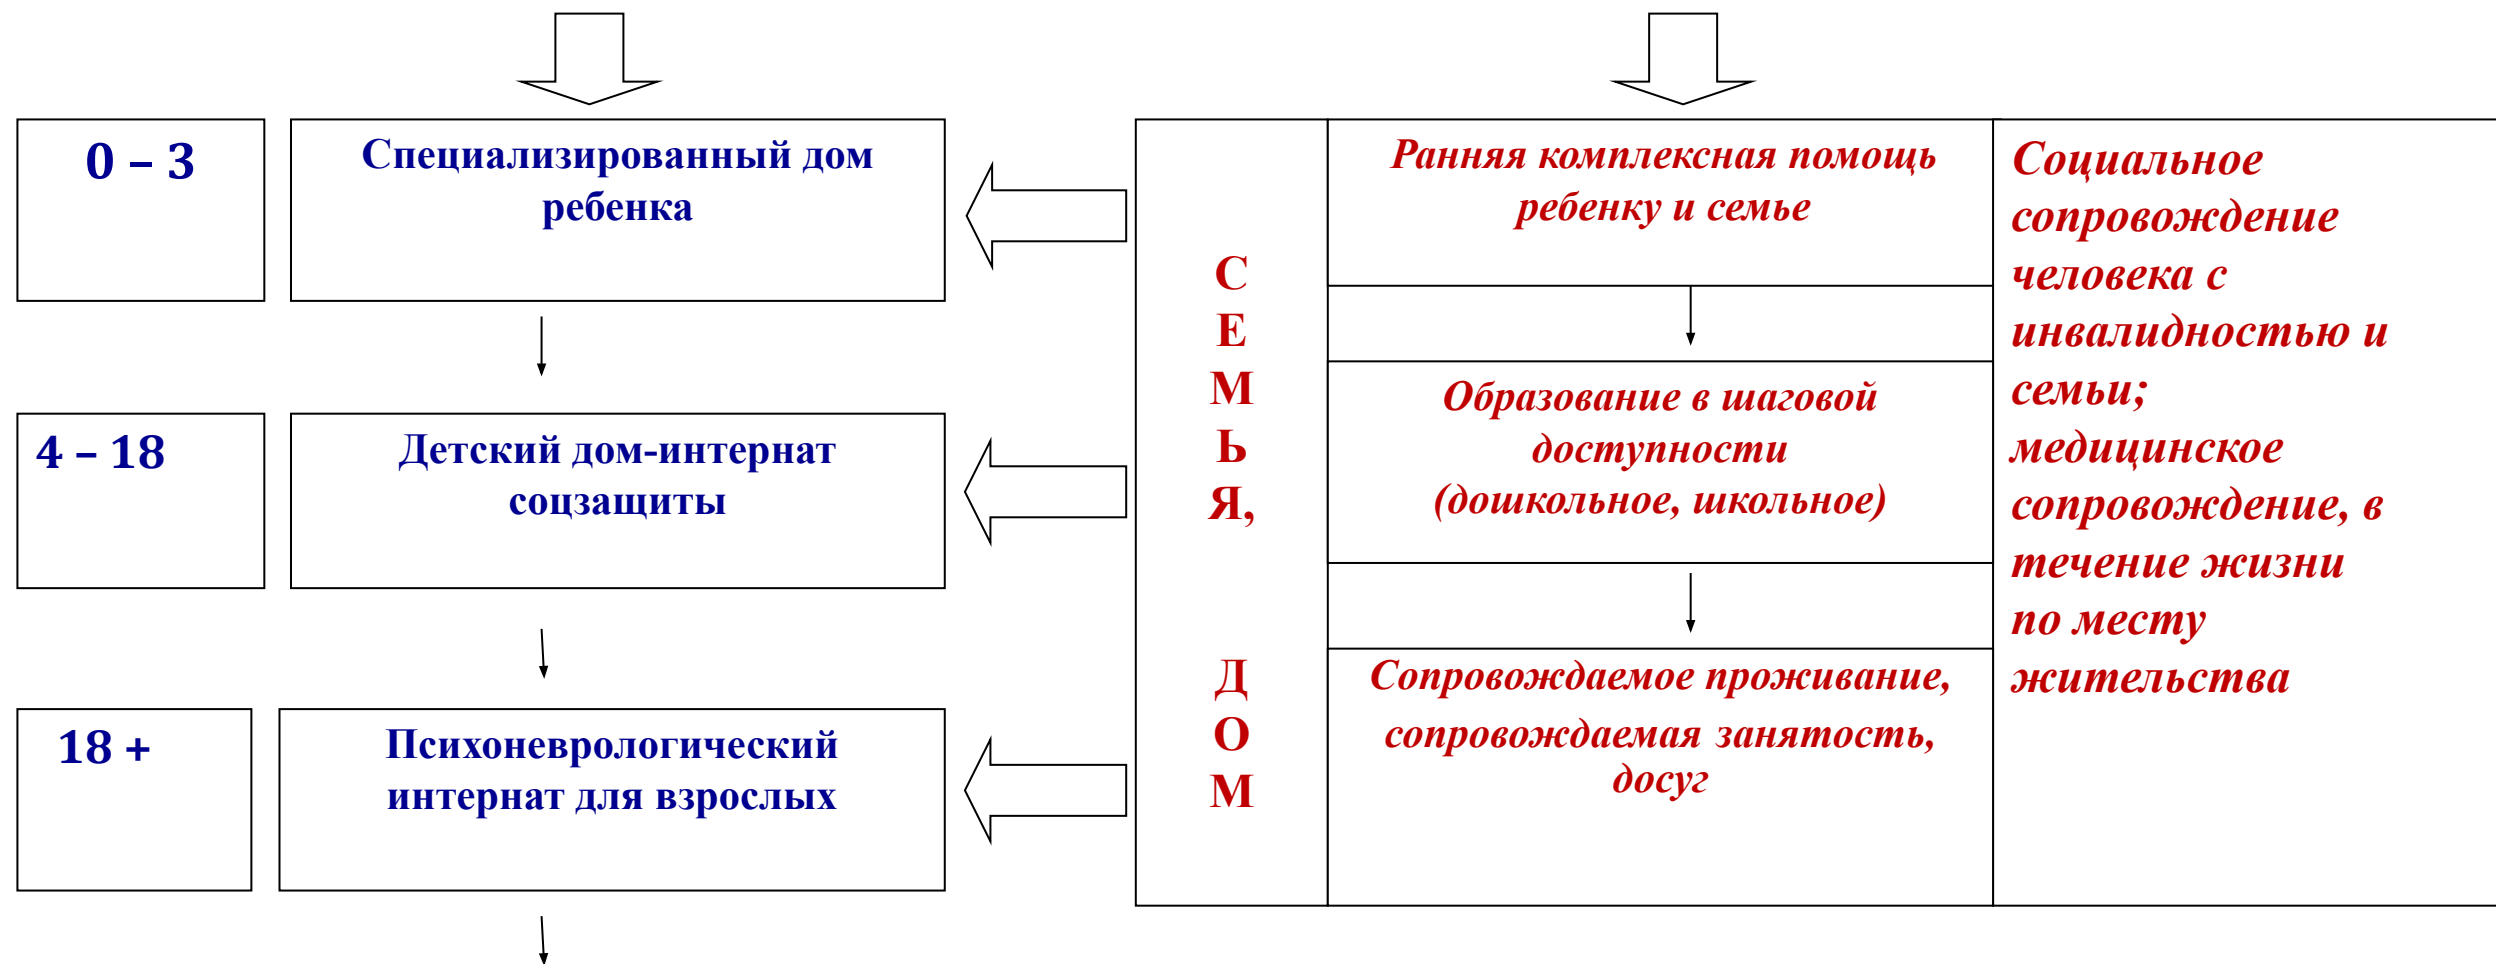 0 – 3
Специализированный дом
ребенка
4 – 18
Детский дом-интернат
соцзащиты
18 +
Психоневрологический
интернат для взрослых
С
Е
М
Ь
Я,
Д
О
М
Ранняя комплексная помощь
ребенку и семье
Образование в шаговой
доступности
(дошкольное, школьное)
Сопровождаемое проживание,
сопровождаемая занятость,
досуг
Социальное
сопровождение
человека с
инвалидностью и
семьи;
медицинское
сопровождение, в
течение жизни
по месту
жительства